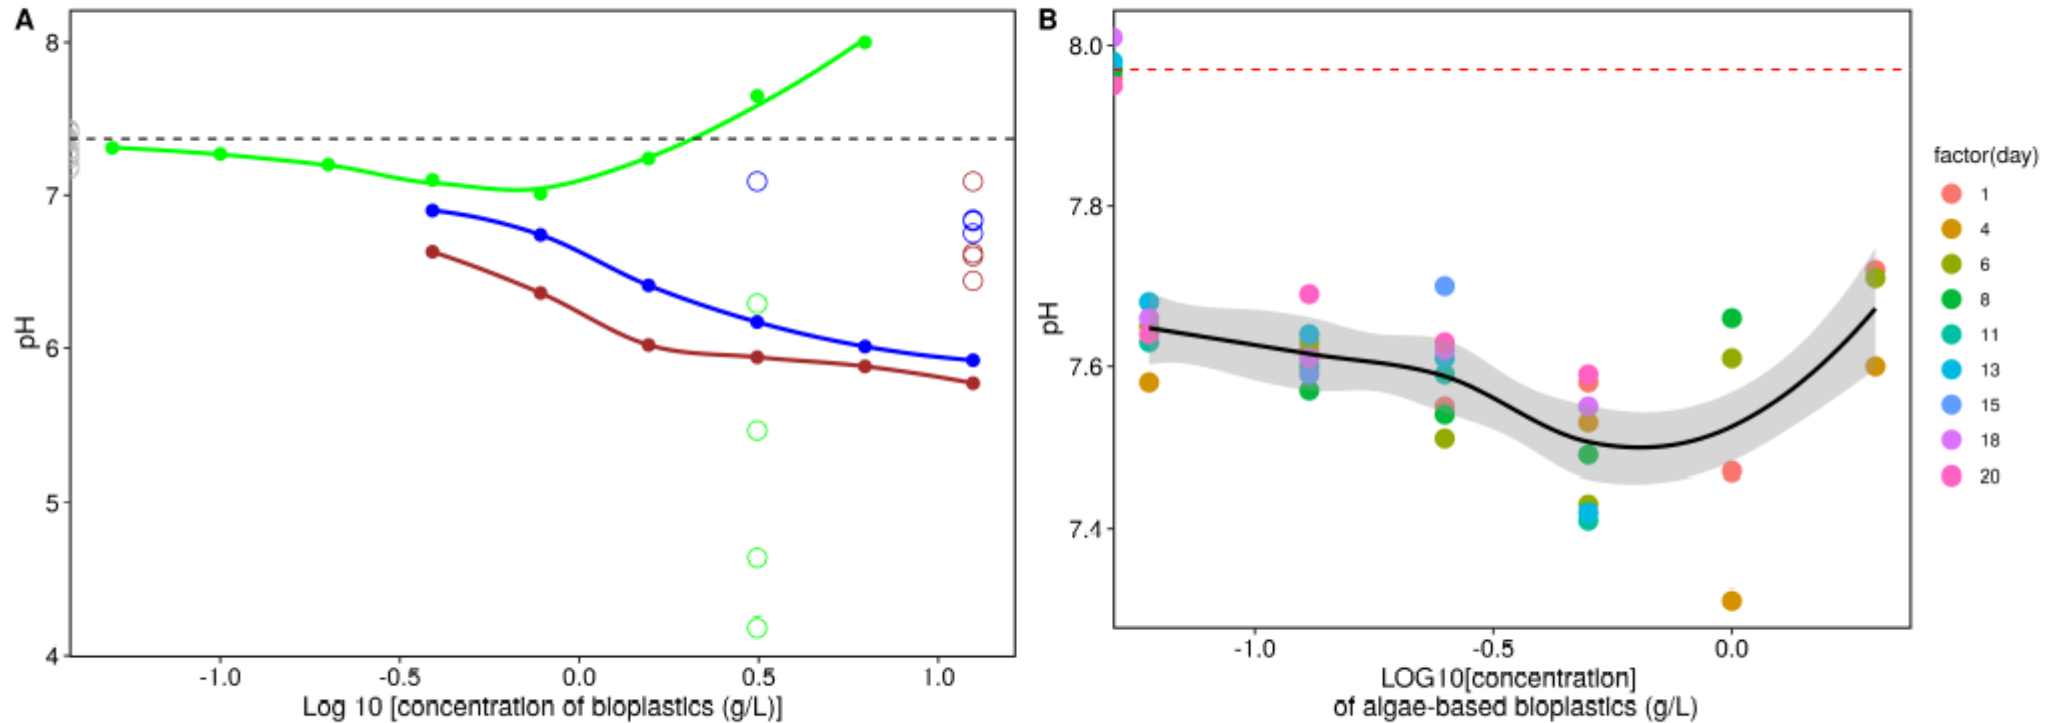 A
8
7
6
5
4
pH
-1.0 -0.5 0.0 0.5 1.0
Log 10 [concentration of bioplastics (g/L)]
B
8.0
7.8
7.6
7.4
pH
-1.0 -0.5 0.0
LOG10[concentration]
of algae-based bioplastics (g/L)
factor(day)
1
4
6
8
11
13
15
18
20